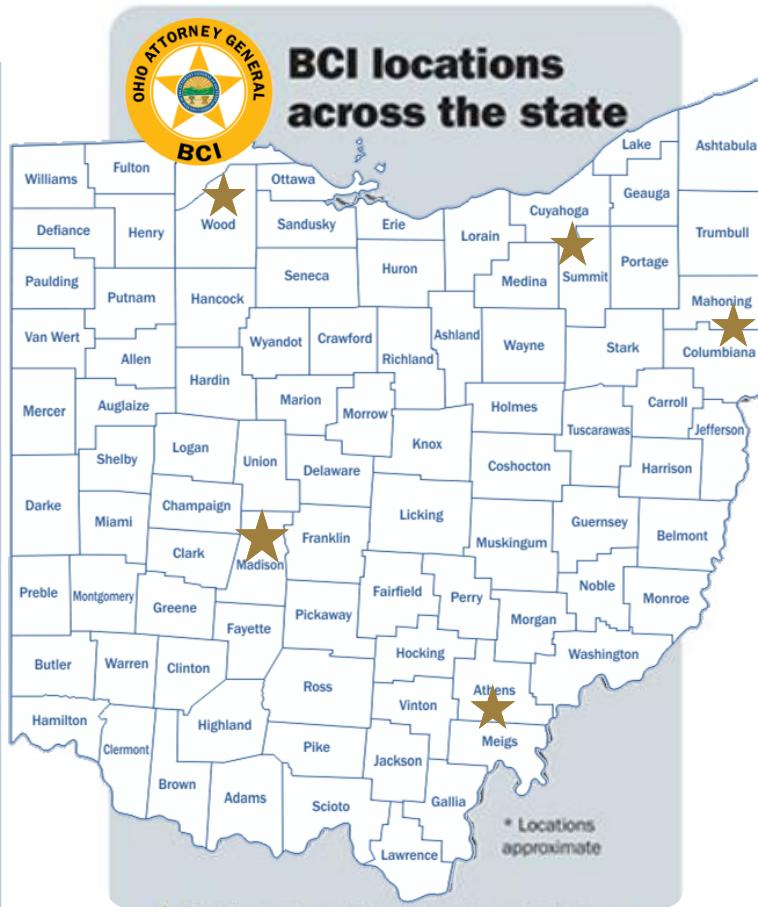 OHIO ATTORNEY GENERAL
BCI
BCI locations
across the state
Lake
Ashtabula
Fulton
Williams
Ottawa
Geauga
Cuyahoga
Wood
Sandusky
Erie
Defiance
Henry
Lorain
Trumbull
Portage
Huron
Seneca
Summit
Medina
Paulding
Putnam
Hancock
Mahoning
Van Wert
Wyandot
Crawford
Ashland
Wayne
Stark
Columbiana
Allen
Richland
Hardin
Marion
Carroll
Mercer
Auglaize
Morrow
Holmes
Tuscarawas
Jefferson
Knox
Logan
Shelby
Union
Delaware
Coshocton
Harrison
Darke
Champaign
Licking
Miami
Guernsey
Franklin
Belmont
Muskingum
Clark
Madison
Noble
Preble
Montgomery
Fairfield
Perry
Monroe
Greene
Pickaway
Morgan
Fayette
Hocking
Washington
Butler
Warren
Clinton
Ross
Athens
Vinton
Hamilton
Highland
Meigs
Clermont
Pike
Jackson
Brown
Adams
Scioto
Gallia
* Locations
approximate
Lawrence